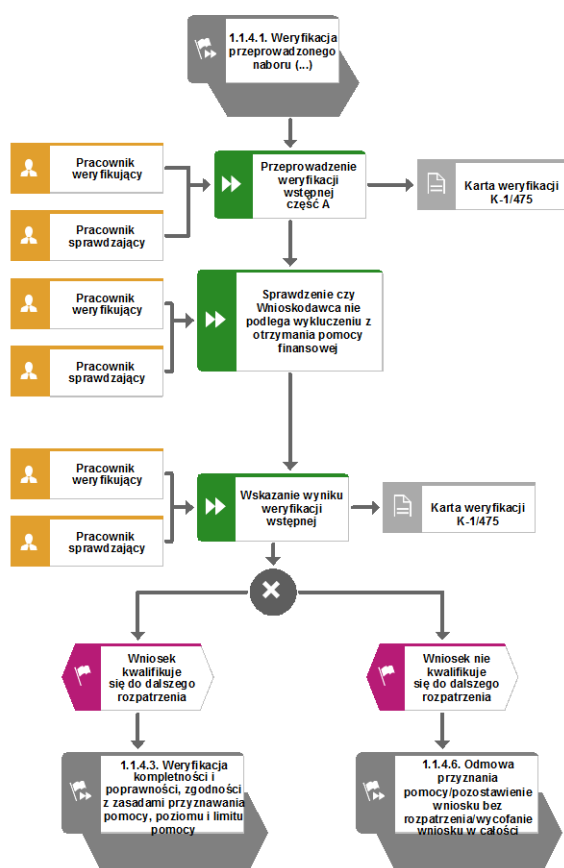 1.1.4.1. Weryfikacja
przeprowadzonego
naboru (...)
Pracownik
weryfikujący
Przeprowadzenie
weryfikacji
wstępnej
część A
Karta weryfikacji
K-1/475
Pracownik
sprawdzający
Pracownik
weryfikujący
Sprawdzenie czy
Wnioskodawca nie
podlega wykluczeniu z
otrzymania pomocy
finansowej
Pracownik
sprawdzający
Pracownik
weryfikujący
Wskazanie wyniku
weryfikacji
wstępnej
Karta weryfikacji
K-1/475
Pracownik
sprawdzający
Wniosek
kwalifikuje
się do dalszego
rozpatrzenia
Wniosek nie
kwalifikuje
się do dalszego
rozpatrzenia
1.1.4.3. Weryfikacja
kompletności i
poprawności, zgodności
z zasadami przyznawania
pomocy, poziomu i limitu
pomocy
1.1.4.6. Odmowa
przyznania
pomocy/pozostawienie
wniosku bez
rozpatrzenia/wycofanie
wniosku w całości